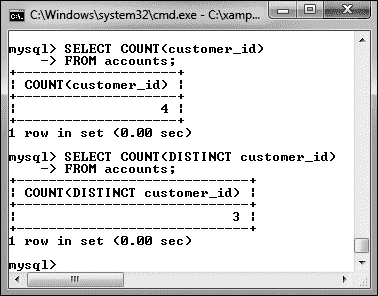 C:\Windows\system32\cmd.exe - C:\xamp...
mysql> SELECT COUNT(customer_id)
    -> FROM accounts;
+--------------------+
¦ COUNT(customer_id) ¦
+--------------------+
¦                  4 ¦
+--------------------+
1 row in set (0.00 sec)
mysql> SELECT COUNT(DISTINCT customer_id)
    -> FROM accounts;
+-----------------------------+
¦ COUNT(DISTINCT customer_id) ¦
+-----------------------------+
¦                           3 ¦
+-----------------------------+
1 row in set (0.00 sec)
mysql>